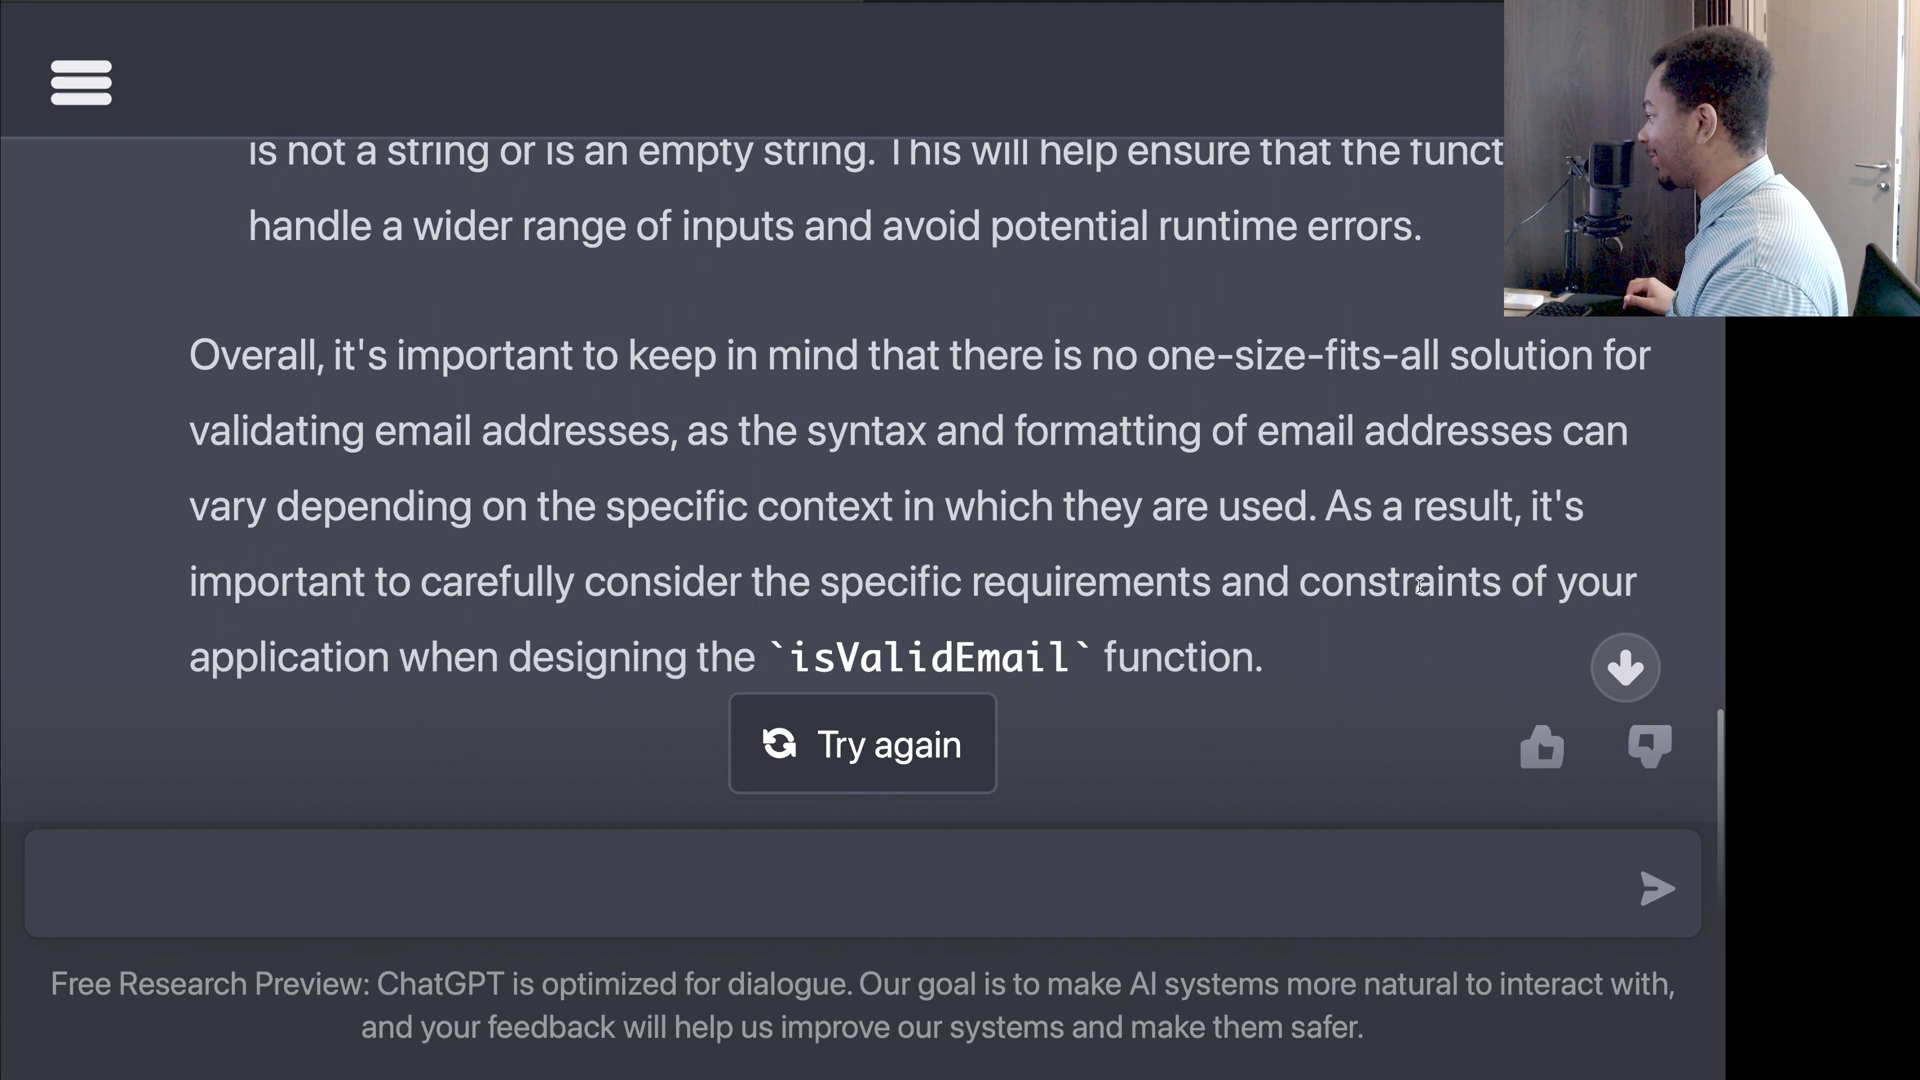 is not a string or is an empty string. This will help ensure that the funct
handle a wider range of inputs and avoid potential runtime errors.
Overall, it's important to keep in mind that there is no one-size-fits-all solution for
validating email addresses, as the syntax and formatting of email addresses can
vary depending on the specific context in which they are used. As a result, it's
important to carefully consider the specific requirements and constraints of your
application when designing the `isValidEmail` function.
Try again
Free Research Preview: ChatGPT is optimized for dialogue. Our goal is to make AI systems more natural to interact with,
and your feedback will help us improve our systems and make them safer.